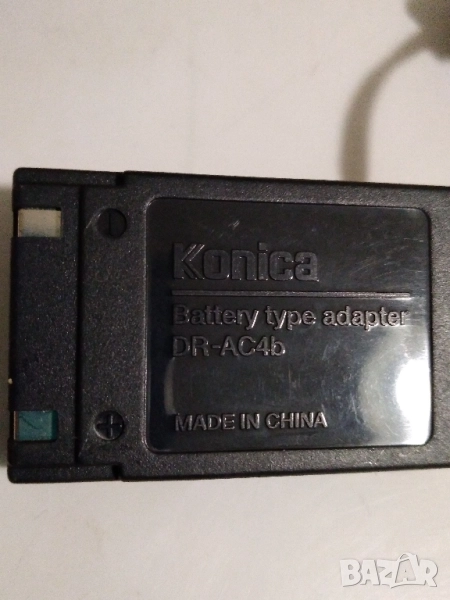 Konica
Battery type adapter
DR-AC4b
MADE IN CHINA
BAZAR